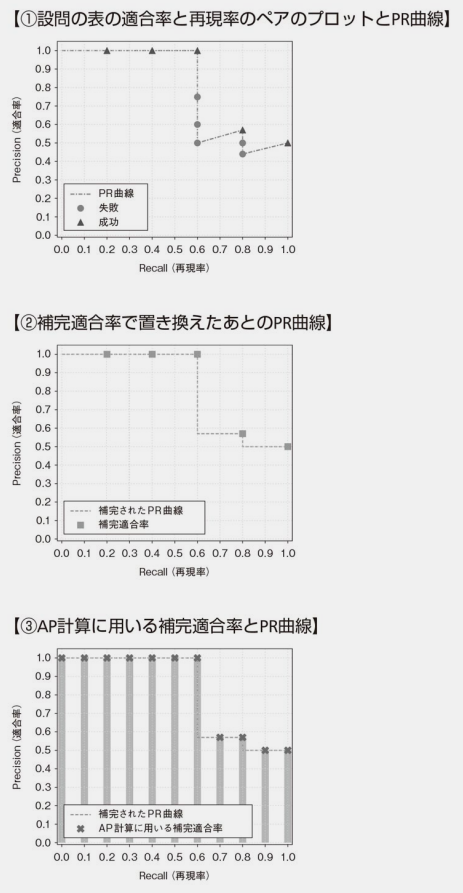 【①設問の表の適合率と再現率のペアのプロットとPR曲線】
1.0
0.9
0.8
0.7
0.6
0.5
0.4
0.3
0.2
0.1
0.0
Precision (適合率)
PR曲線
失敗
成功
0.0 0.1 0.2 0.3 0.4 0.5 0.6 0.7 0.8 0.9 1.0
Recall (再現率)
【②補完適合率で置き換えたあとのPR曲線】
1.0
0.9
0.8
0.7
0.6
0.5
0.4
0.3
0.2
0.1
0.0
Precision (適合率)
補完されたPR曲線
補完適合率
0.0 0.1 0.2 0.3 0.4 0.5 0.6 0.7 0.8 0.9 1.0
Recall (再現率)
【③AP計算に用いる補完適合率とPR曲線】
1.0
0.9
0.8
0.7
0.6
0.5
0.4
0.3
0.2
0.1
0.0
Precision (適合率)
補完されたPR曲線
AP計算に用いる補完適合率
0.0 0.1 0.2 0.3 0.4 0.5 0.6 0.7 0.8 0.9 1.0
Recall (再現率)